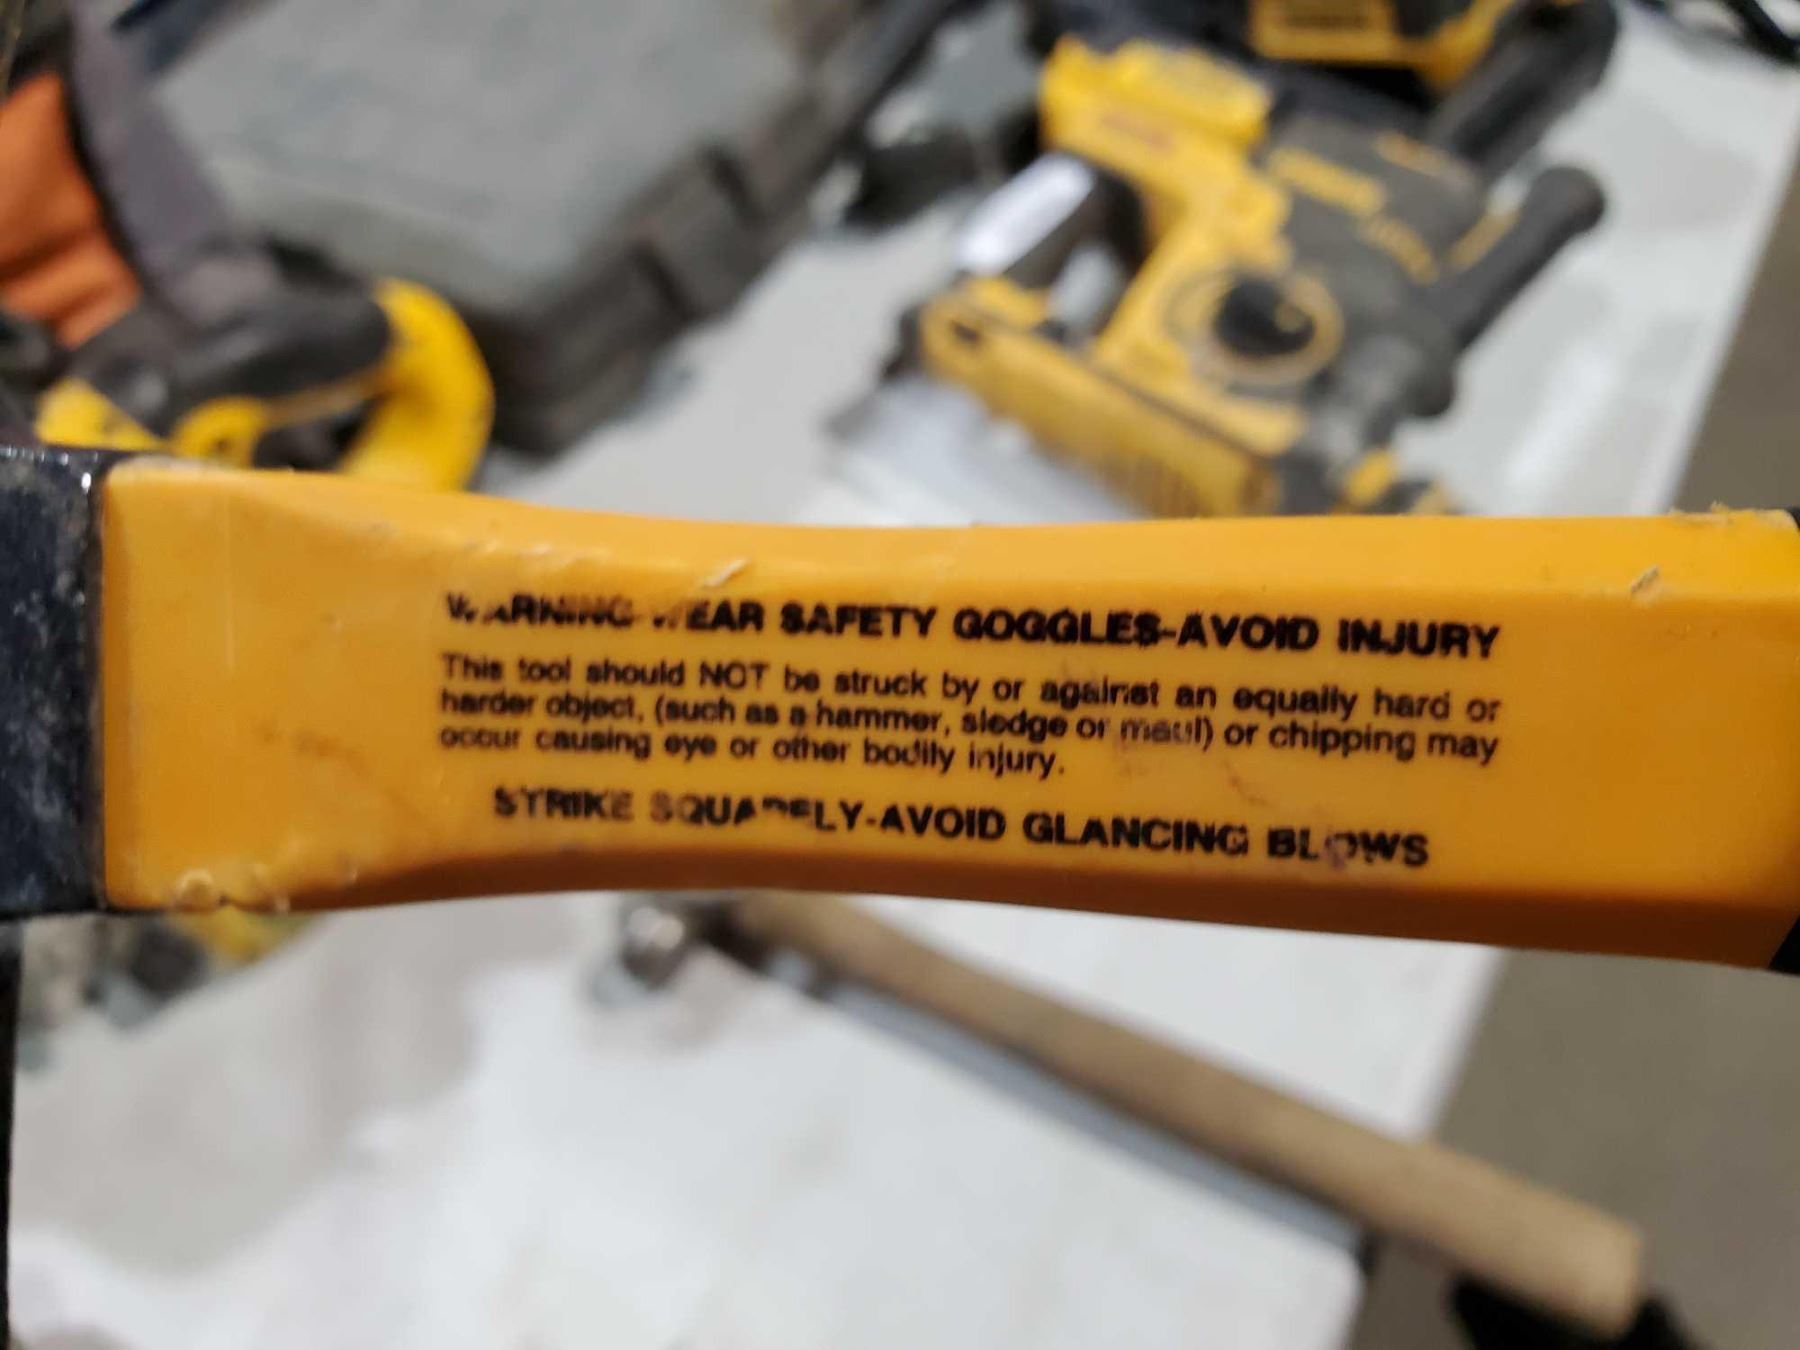 WARNING-WEAR SAFETY GOGGLES-AVOID INJURY
This tool should NOT be struck by or against an equally hard or
harder object, (such as a hammer, sledge or maul) or chipping may
occur causing eye or other bodily injury.
STRIKE SQUARELY-AVOID GLANCING BLOWS